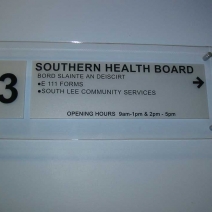 3
SOUTHERN HEALTH BOARD
BORD SLAINTE AN DEISCIRT
●E 111 FORMS
●SOUTH LEE COMMUNITY SERVICES
OPENING HOURS 9am-1pm & 2pm - 5pm